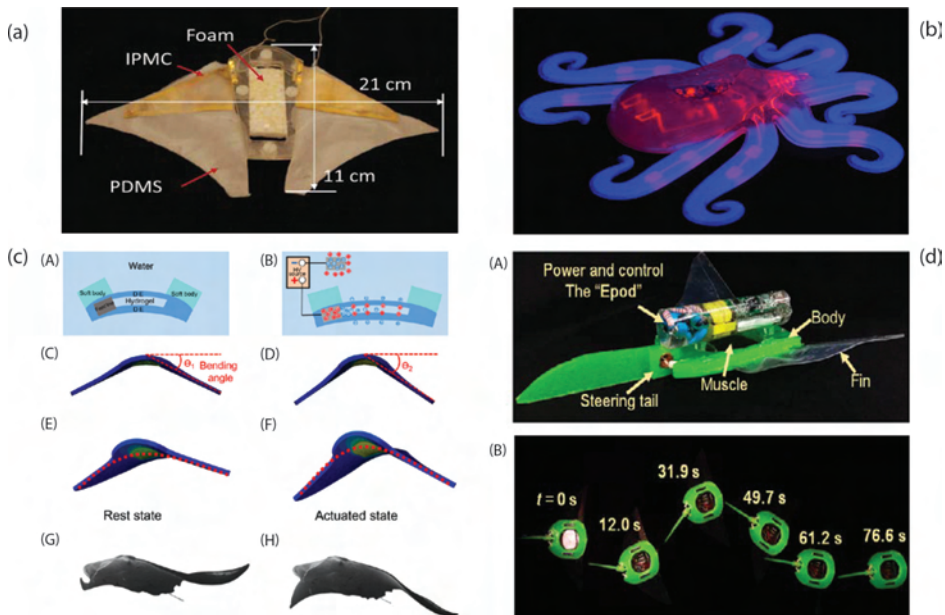 (a)
Foam
IPMC
21 cm
PDMS
11 cm
(b)
(c)
(A)
Water
Soft body
DE
Hydrogel
DE
Soft body
(B)
(C)
θ₁
Bending
angle
(D)
θ₂
(E)
(F)
Rest state
Actuated state
(G)
(H)
(d)
(A)
Power and control
The "Epod"
Body
Muscle
Fin
Steering tail
(B)
t = 0 s
12.0 s
31.9 s
49.7 s
61.2 s
76.6 s